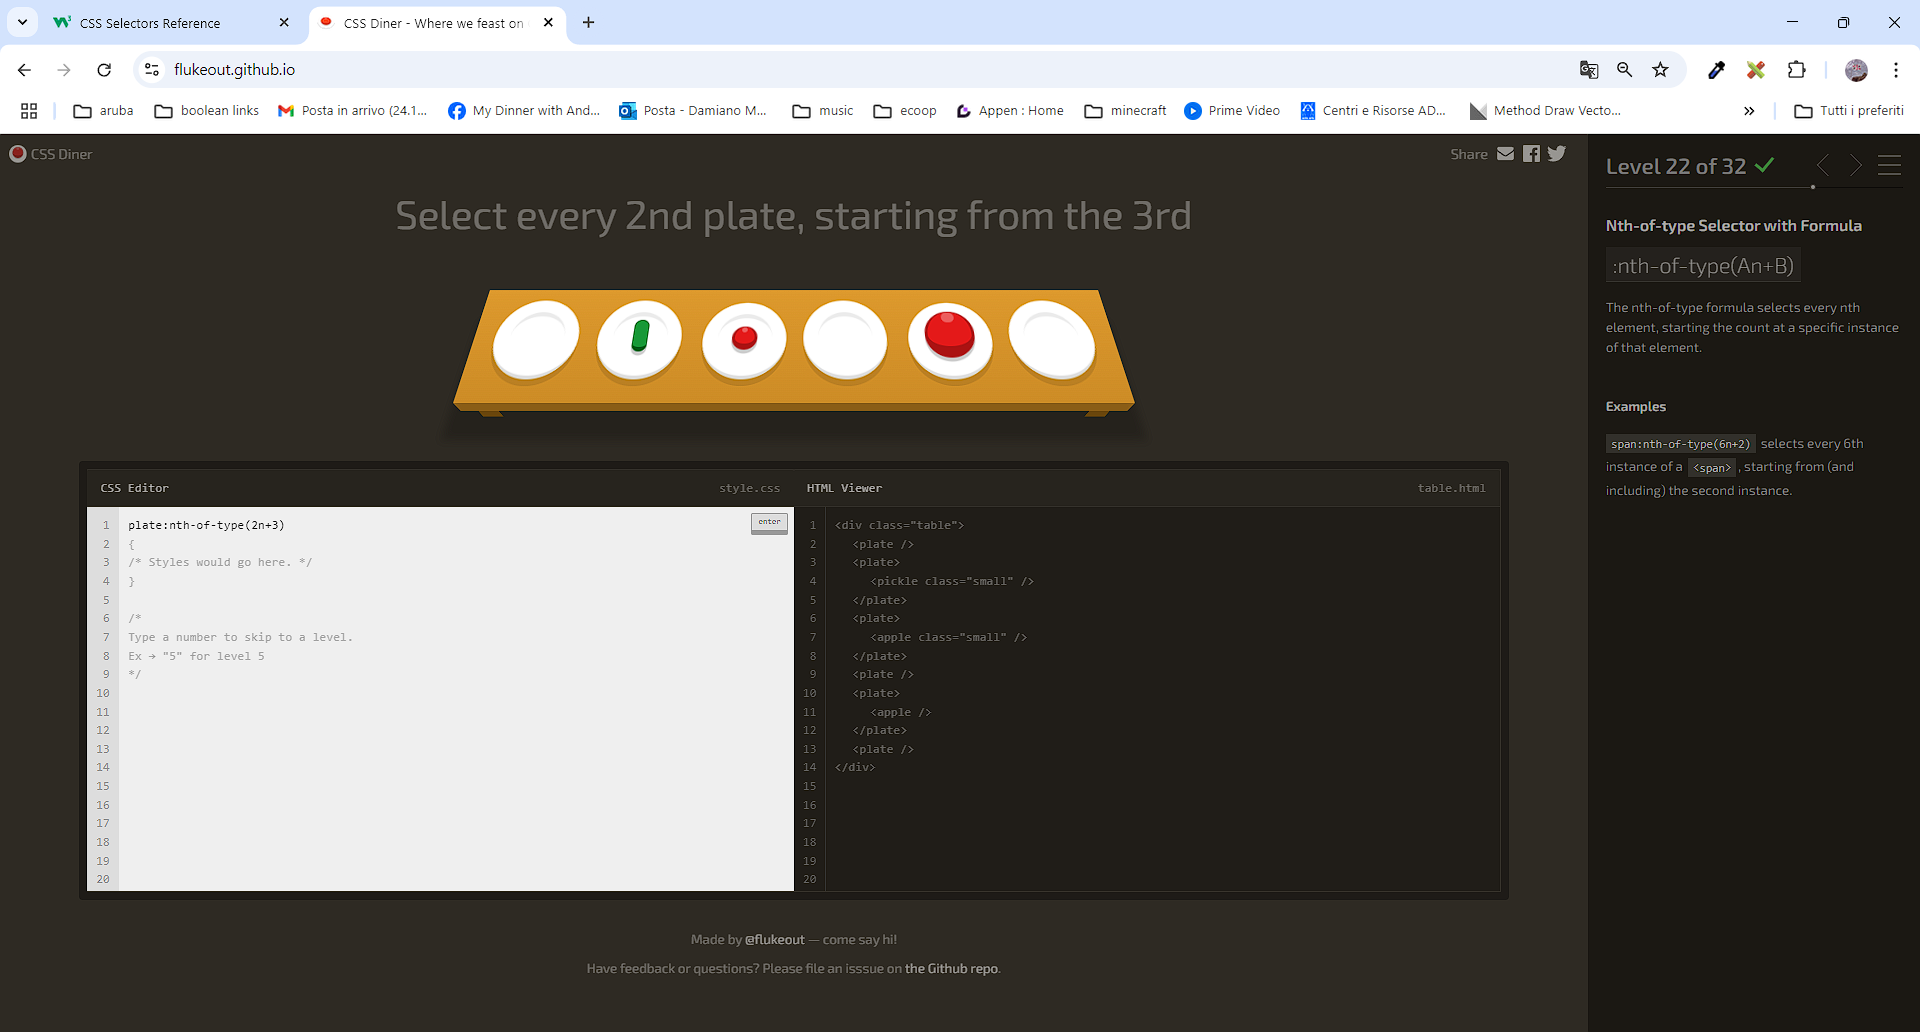 CSS Selectors Reference
CSS Diner - Where we feast on
flukeout.github.io
aruba
boolean links
Posta in arrivo (24.1...
My Dinner with And...
Posta - Damiano M...
music
ecoop
Appen : Home
minecraft
Prime Video
Centri e Risorse AD...
Method Draw Vecto...
»
Tutti i preferiti
CSS Diner
Share
Select every 2nd plate, starting from the 3rd
CSS Editor
style.css
1 plate:nth-of-type(2n+3)
enter
2 {
3 /* Styles would go here. */
4 }
5
6 /*
7 Type a number to skip to a level.
8 Ex → "5" for level 5
9 */
10
11
12
13
14
15
16
17
18
19
20
HTML Viewer
table.html
1 <div class="table">
2 <plate />
3 <plate>
4 <pickle class="small" />
5 </plate>
6 <plate>
7 <apple class="small" />
8 </plate>
9 <plate />
10 <plate>
11 <apple />
12 </plate>
13 <plate />
14 </div>
15
16
17
18
19
20
Made by @flukeout — come say hi!
Have feedback or questions? Please file an isssue on the Github repo.
Level 22 of 32
Nth-of-type Selector with Formula
:nth-of-type(An+B)
The nth-of-type formula selects every nth
element, starting the count at a specific instance
of that element.
Examples
span:nth-of-type(6n+2) selects every 6th
instance of a <span> , starting from (and
including) the second instance.